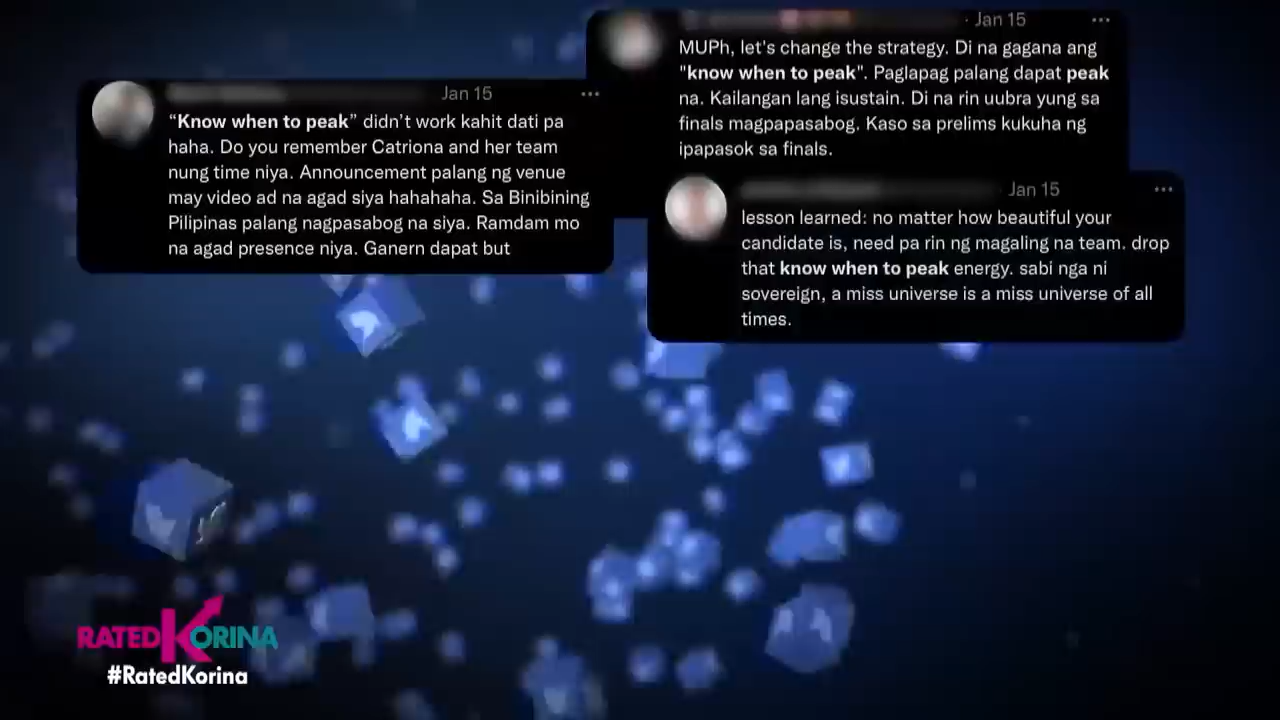 Jan 15
“Know when to peak” didn’t work kahit dati pa
haha. Do you remember Catriona and her team
nung time niya. Announcement palang ng venue
may video ad na agad siya hahahaha. Sa Binibining
Pilipinas palang nagpasabog na siya. Ramdam mo
na agad presence niya. Ganern dapat but
· Jan 15
MUPh, let's change the strategy. Di na gagana ang
"know when to peak". Paglapag palang dapat peak
na. Kailangan lang isustain. Di na rin uubra yung sa
finals magpapasabog. Kaso sa prelims kukuha ng
ipapasok sa finals.
Jan 15
lesson learned: no matter how beautiful your
candidate is, need pa rin ng magaling na team. drop
that know when to peak energy. sabi nga ni
sovereign, a miss universe is a miss universe of all
times.
RATED KORINA
#RatedKorina